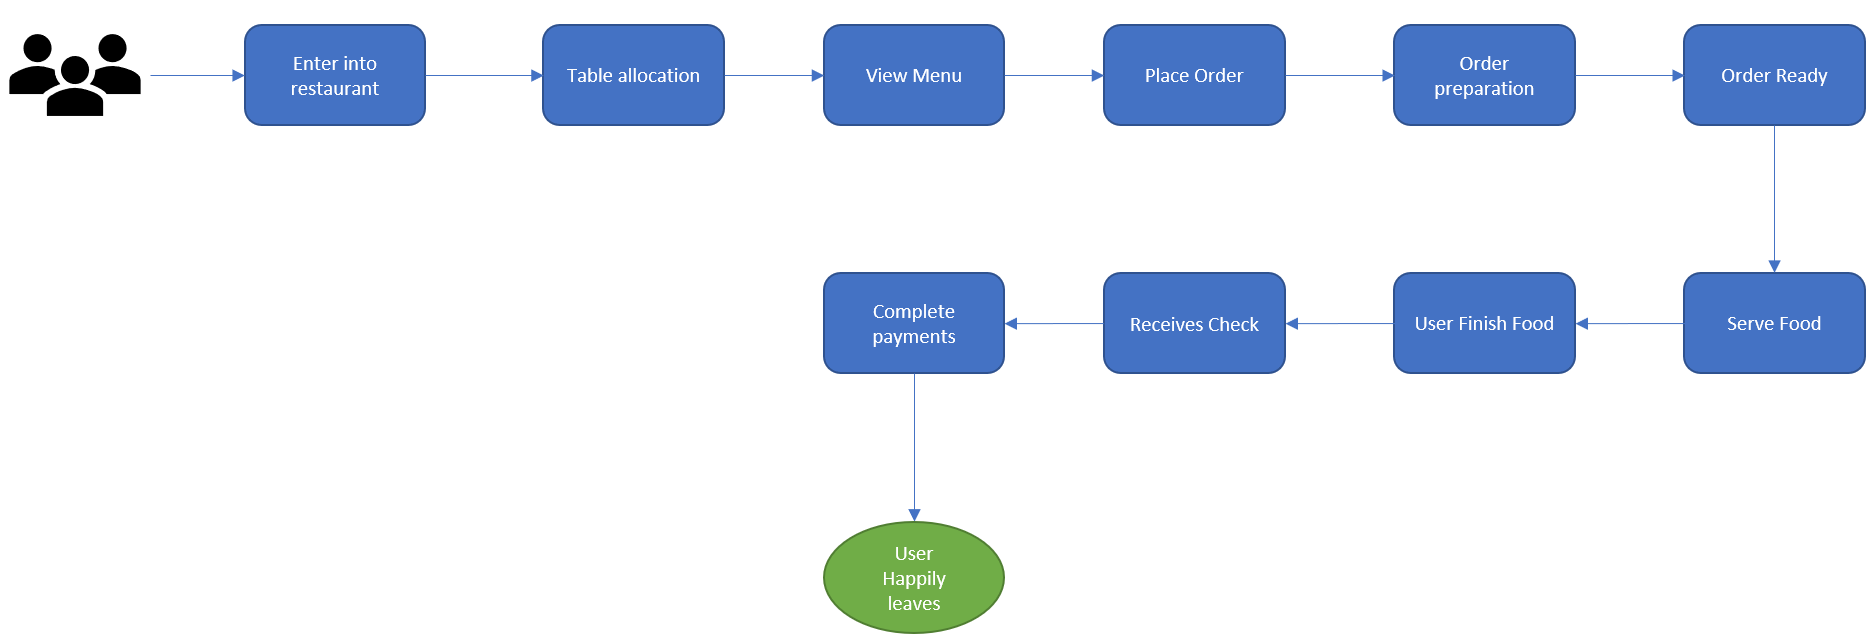 Enter into
restaurant
Table allocation
View Menu
Place Order
Order
preparation
Order Ready
Serve Food
User Finish Food
Receives Check
Complete
payments
User
Happily
leaves